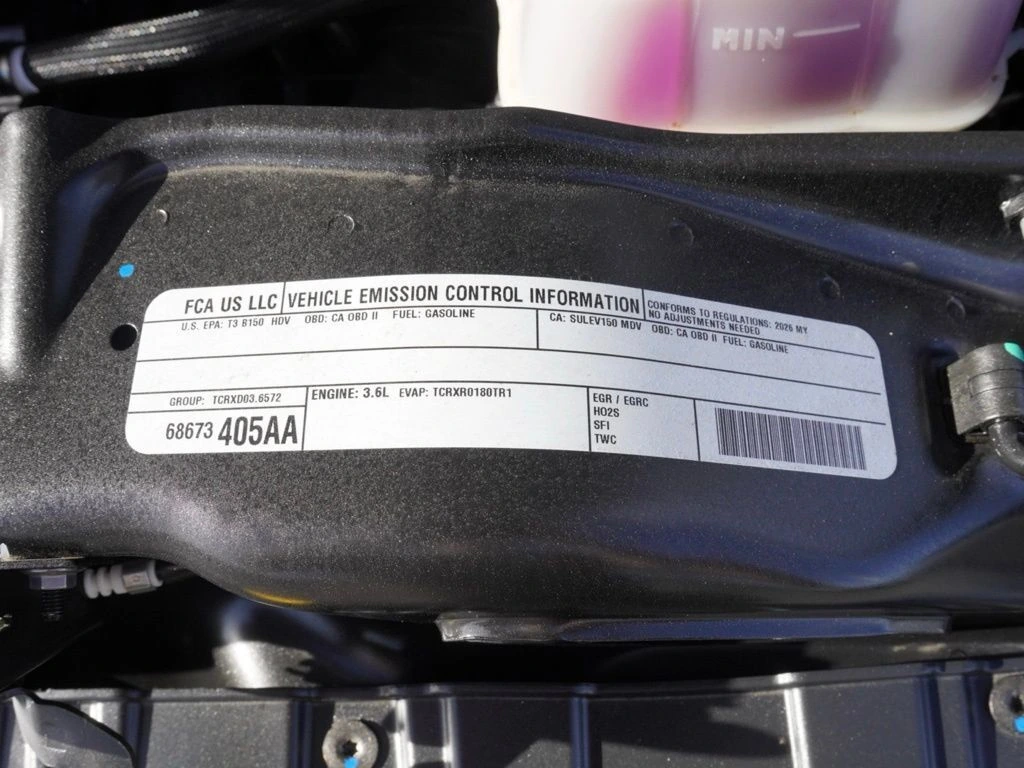 MIN
FCA US LLC VEHICLE EMISSION CONTROL INFORMATION
CONFORMS TO REGULATIONS: 2026 MY
NO ADJUSTMENTS NEEDED
U.S. EPA: T3 B150 HDV OBD: CA OBD II FUEL: GASOLINE
CA: SULEV150 MDV OBD: CA OBD II FUEL: GASOLINE
GROUP: TCRXD03.6572
68673 405AA
ENGINE: 3.6L EVAP: TCRXR0180TR1
EGR / EGRC
HO2S
SFI
TWC